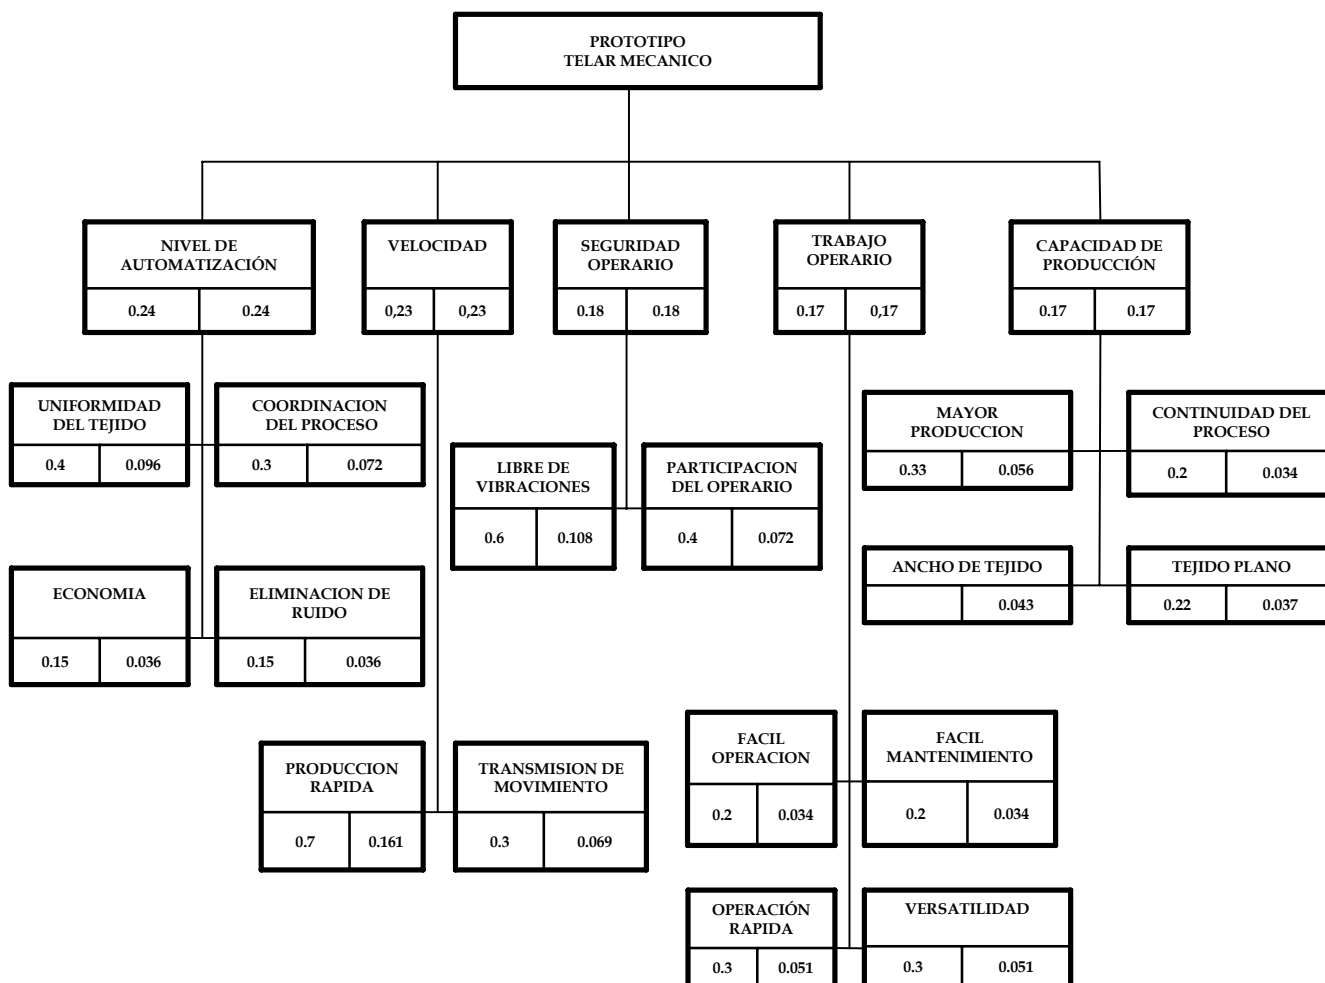 PROTOTIPO
TELAR MECANICO
NIVEL DE
AUTOMATIZACIÓN
0.24 0.24
VELOCIDAD
0,23 0,23
SEGURIDAD
OPERARIO
0.18 0.18
TRABAJO
OPERARIO
0.17 0,17
CAPACIDAD DE
PRODUCCIÓN
0.17 0.17
UNIFORMIDAD
DEL TEJIDO
0.4 0.096
COORDINACION
DEL PROCESO
0.3 0.072
LIBRE DE
VIBRACIONES
0.6 0.108
PARTICIPACION
DEL OPERARIO
0.4 0.072
MAYOR
PRODUCCION
0.33 0.056
CONTINUIDAD DEL
PROCESO
0.2 0.034
ECONOMIA
0.15 0.036
ELIMINACION DE
RUIDO
0.15 0.036
ANCHO DE TEJIDO
0.043
TEJIDO PLANO
0.22 0.037
PRODUCCION
RAPIDA
0.7 0.161
TRANSMISION DE
MOVIMIENTO
0.3 0.069
FACIL
OPERACION
0.2 0.034
FACIL
MANTENIMIENTO
0.2 0.034
OPERACIÓN
RAPIDA
0.3 0.051
VERSATILIDAD
0.3 0.051